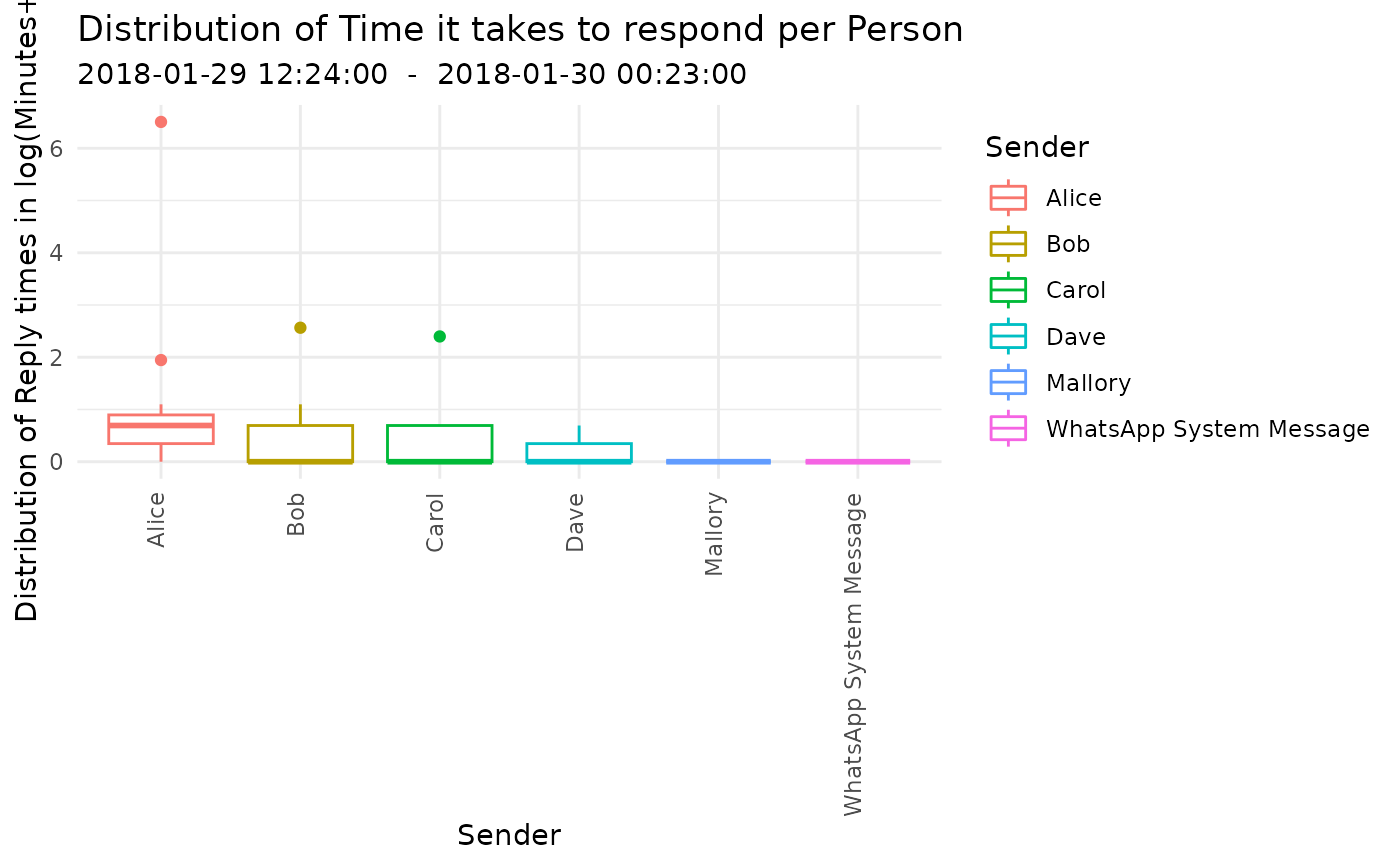 Distribution of Time it takes to respond per Person
2018-01-29 12:24:00 - 2018-01-30 00:23:00
Distribution of Reply times in log(Minutes+
6
4
2
0
Alice
Bob
Carol
Dave
Mallory
WhatsApp System Message
Sender
Sender
Alice
Bob
Carol
Dave
Mallory
WhatsApp System Message